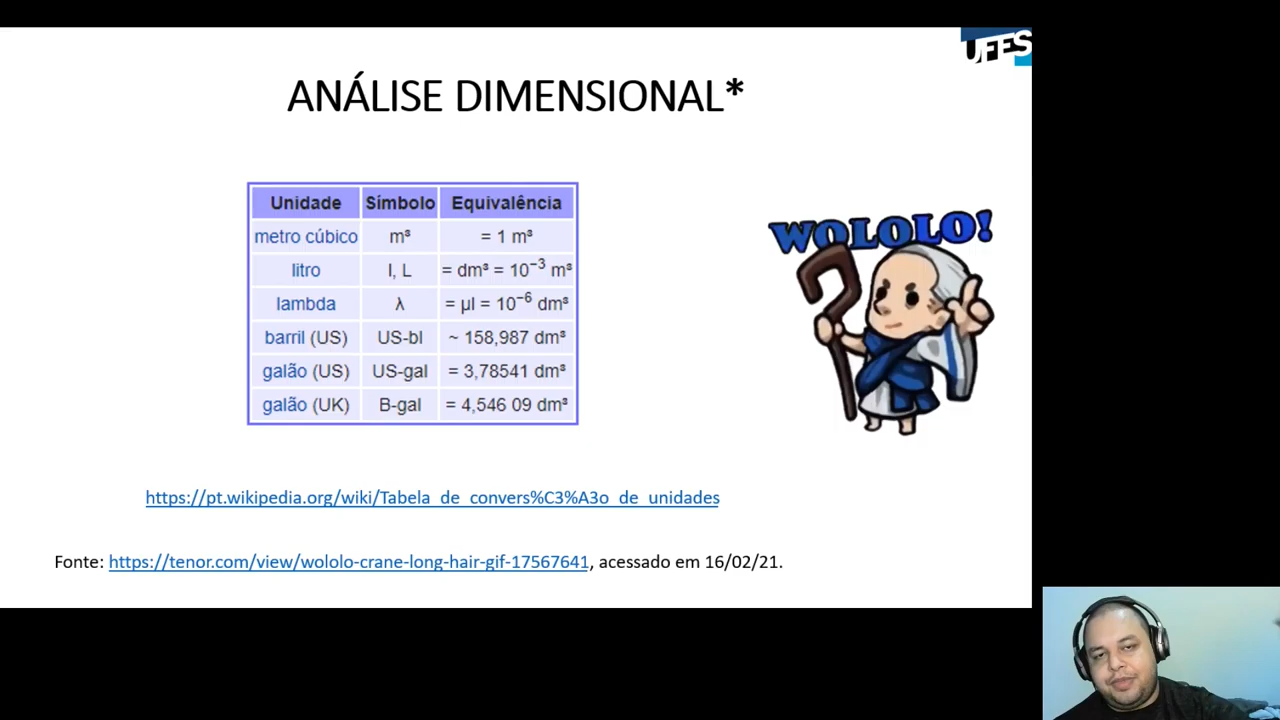 UFES
ANÁLISE DIMENSIONAL*
Unidade Símbolo Equivalência
metro cúbico m³ = 1 m³
litro l, L = dm³ = 10⁻³ m³
lambda λ = µl = 10⁻⁶ dm³
barril (US) US-bl ~ 158,987 dm³
galão (US) US-gal = 3,78541 dm³
galão (UK) B-gal = 4,546 09 dm³
WOLOLO!
https://pt.wikipedia.org/wiki/Tabela_de_convers%C3%A3o_de_unidades
Fonte: https://tenor.com/view/wololo-crane-long-hair-gif-17567641, acessado em 16/02/21.